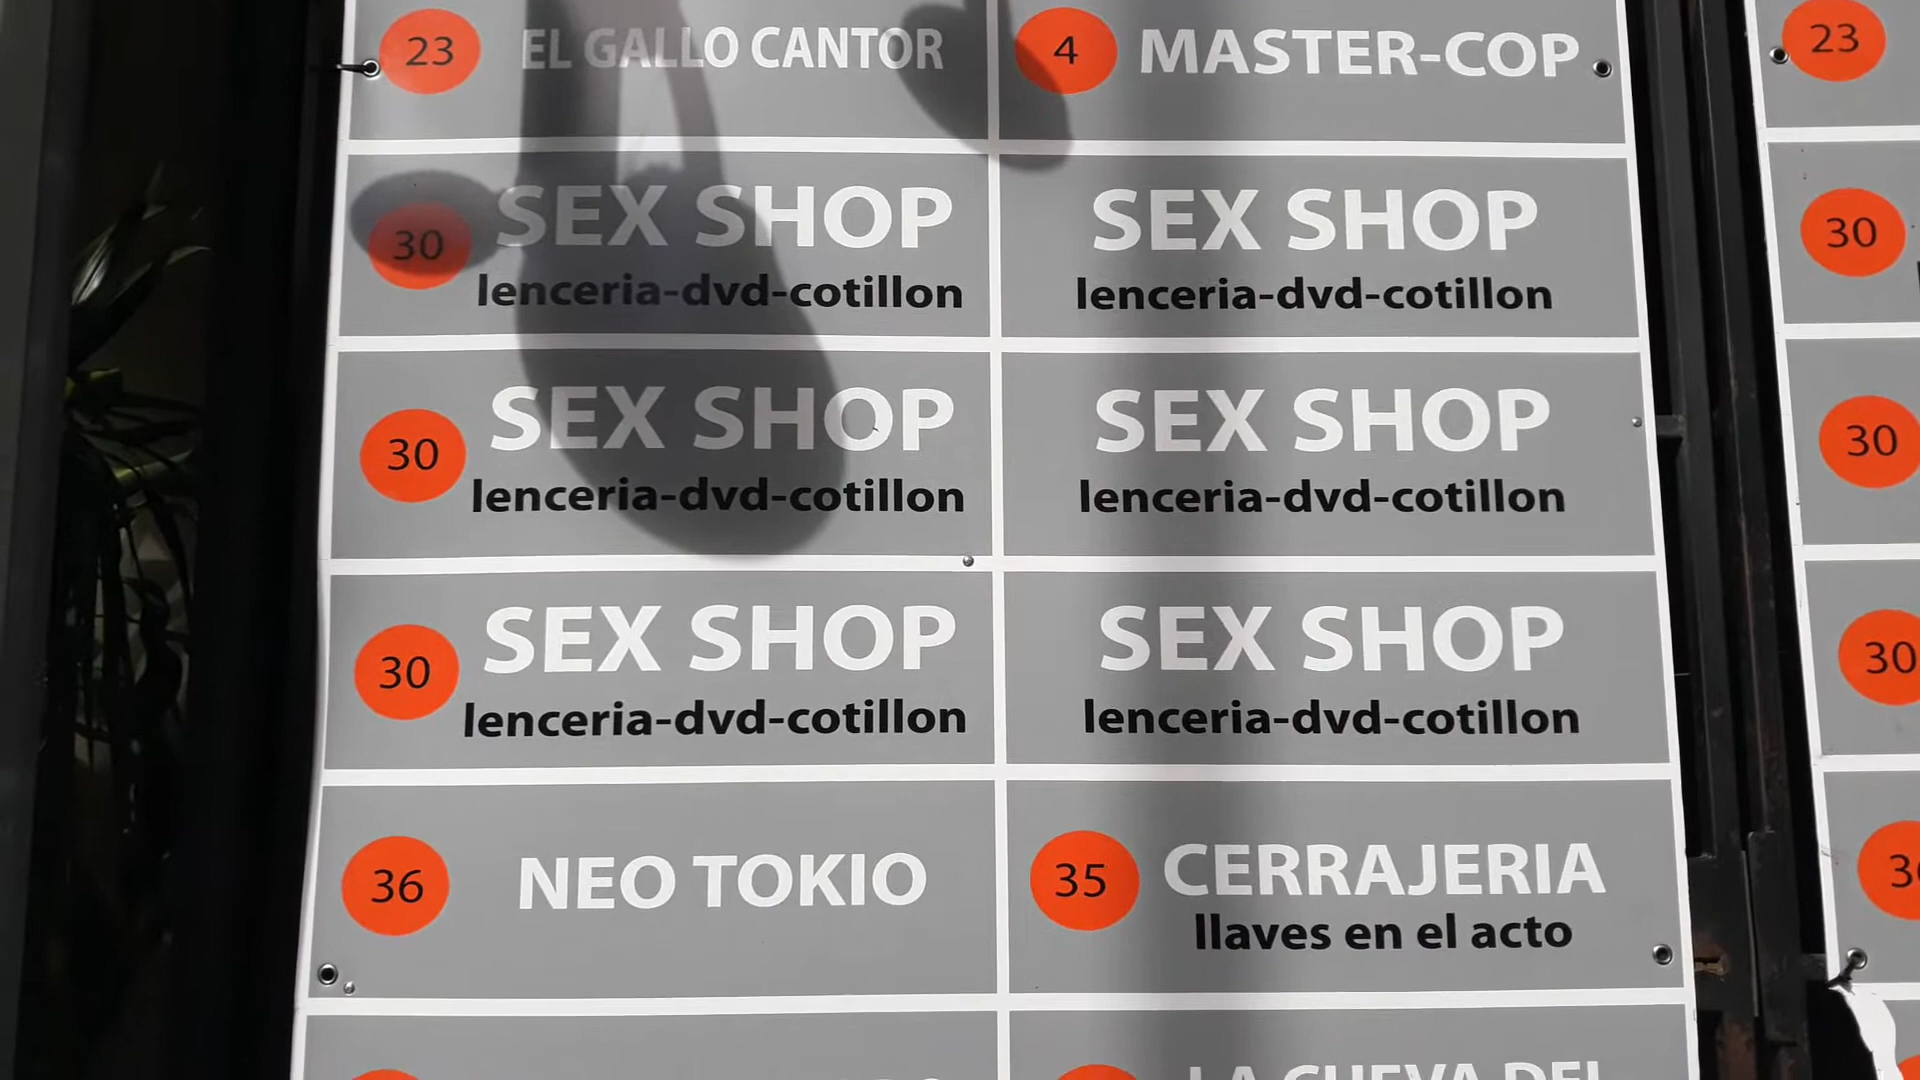 23 EL GALLO CANTOR
4 MASTER-COP
30 SEX SHOP
lenceria-dvd-cotillon
SEX SHOP
lenceria-dvd-cotillon
30 SEX SHOP
lenceria-dvd-cotillon
SEX SHOP
lenceria-dvd-cotillon
30 SEX SHOP
lenceria-dvd-cotillon
SEX SHOP
lenceria-dvd-cotillon
36 NEO TOKIO
35 CERRAJERIA
llaves en el acto
LA CUEVA DEL
23
30
30
30